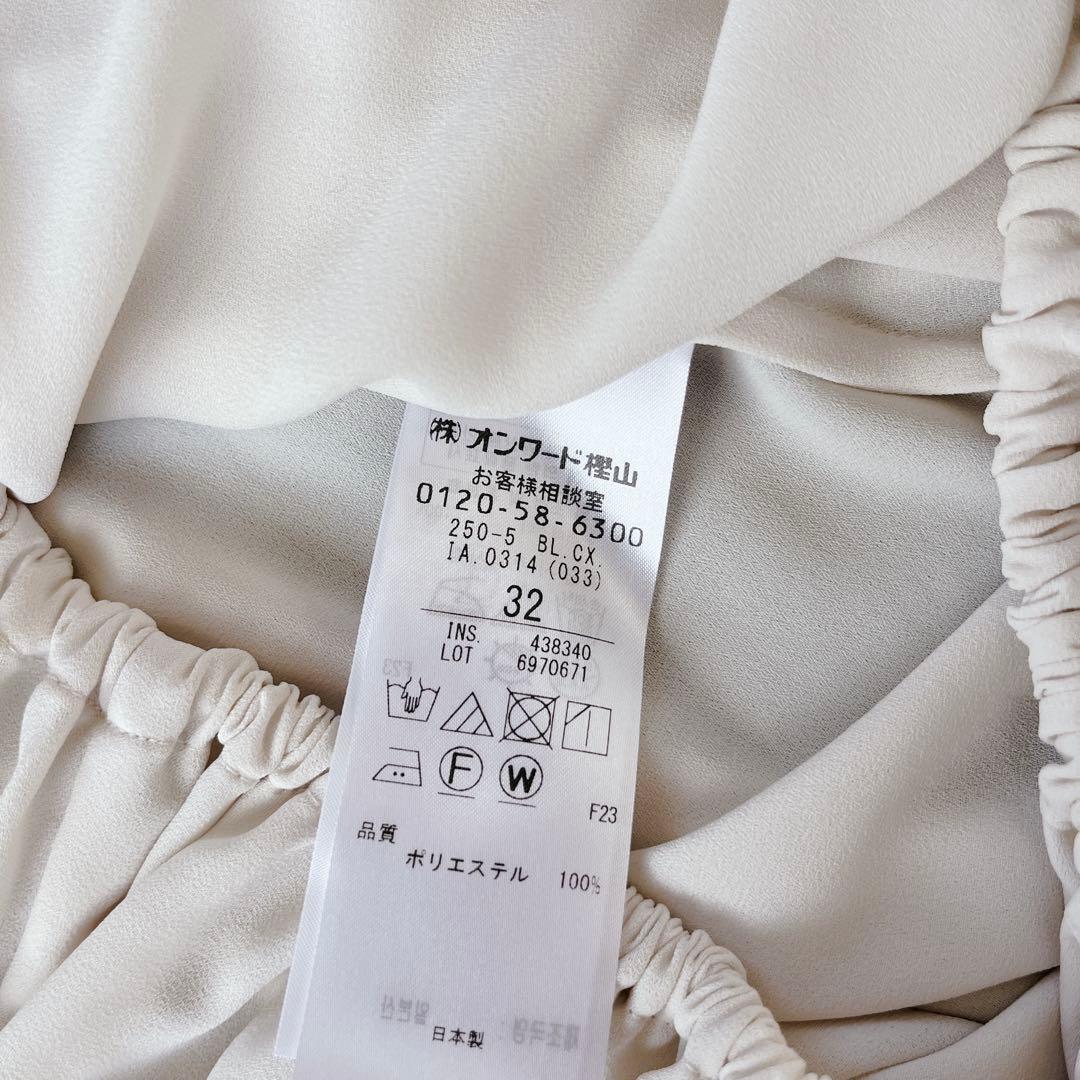 ㈱オンワード樫山
お客様相談室
0120-58-6300
250-5 BL.CX.
IA.0314(033)
32
INS. 438340
LOT 6970671
F
W
F23
品質
ポリエステル 100%
日本製